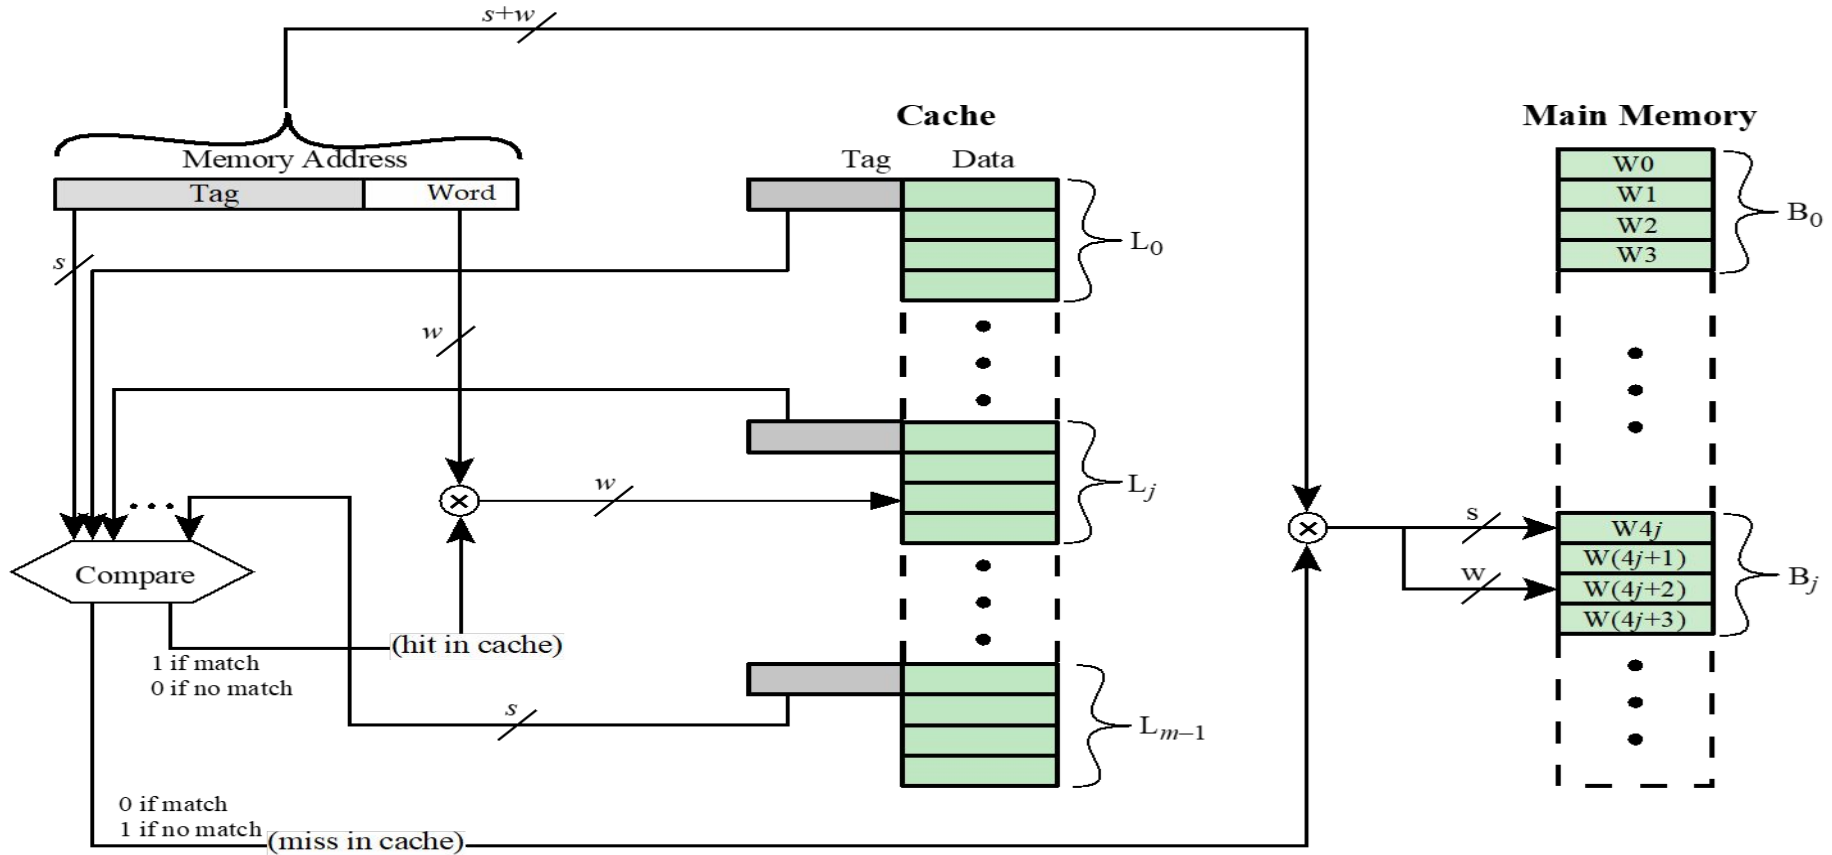 s+w
Cache
Main Memory
Memory Address
Tag Data
Tag Word
W0
W1
W2
W3
B0
L0
s
w
w
Lj
s
W4j
W(4j+1)
W(4j+2)
W(4j+3)
w
Bj
Compare
(hit in cache)
1 if match
0 if no match
s
Lm–1
0 if match
1 if no match
(miss in cache)